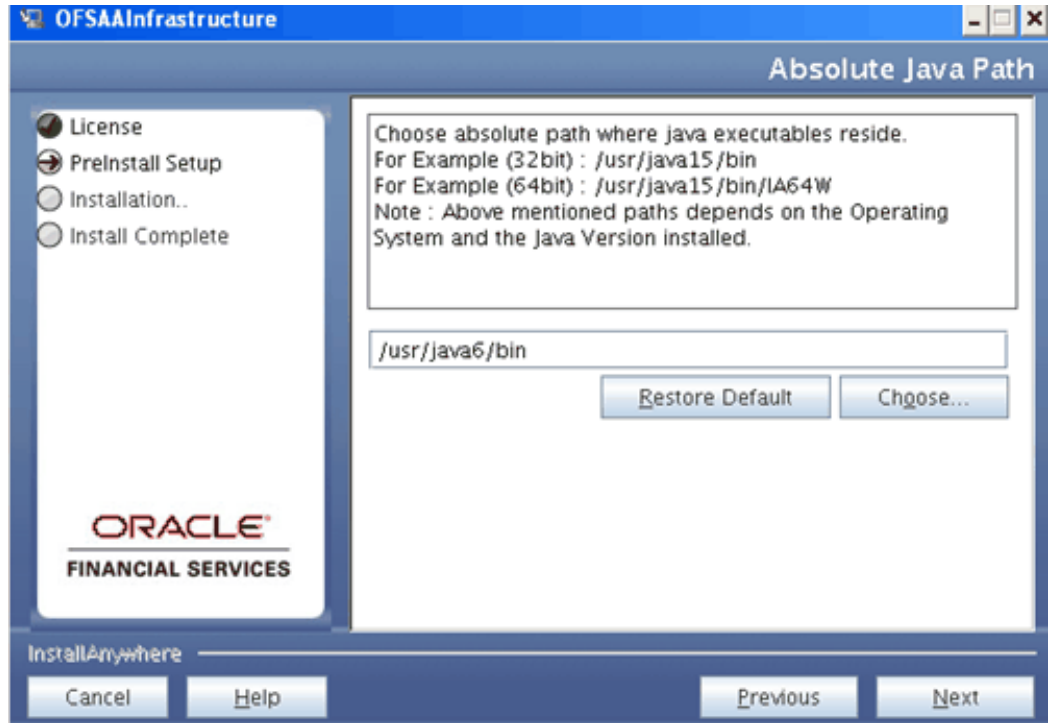 OFSAAInfrastructure
Absolute Java Path
License
PreInstall Setup
Installation..
Install Complete
Choose absolute path where java executables reside.
For Example (32bit) : /usr/java15/bin
For Example (64bit) : /usr/java15/bin/IA64W
Note : Above mentioned paths depends on the Operating
System and the Java Version installed.
/usr/java6/bin
Restore Default
Choose...
ORACLE
FINANCIAL SERVICES
InstallAnywhere
Cancel
Help
Previous
Next